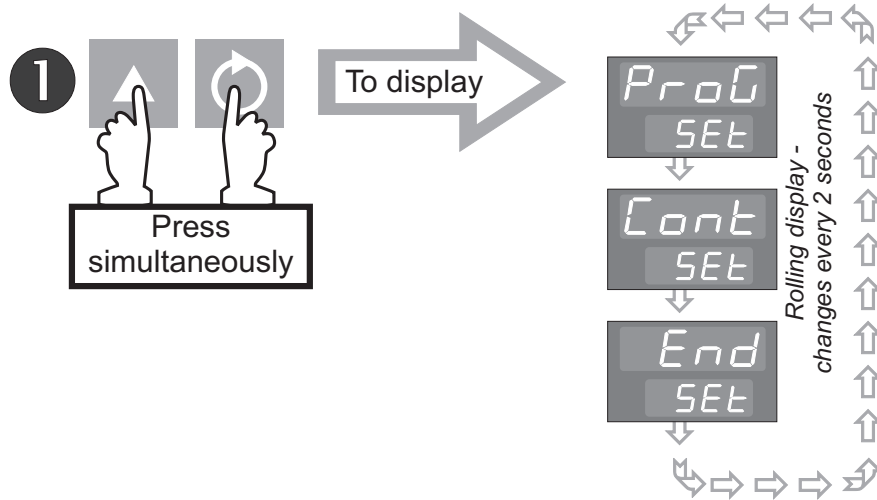 1
Press
simultaneously
To display
ProG
SEt
Cont
SEt
End
SEt
Rolling display -
changes every 2 seconds